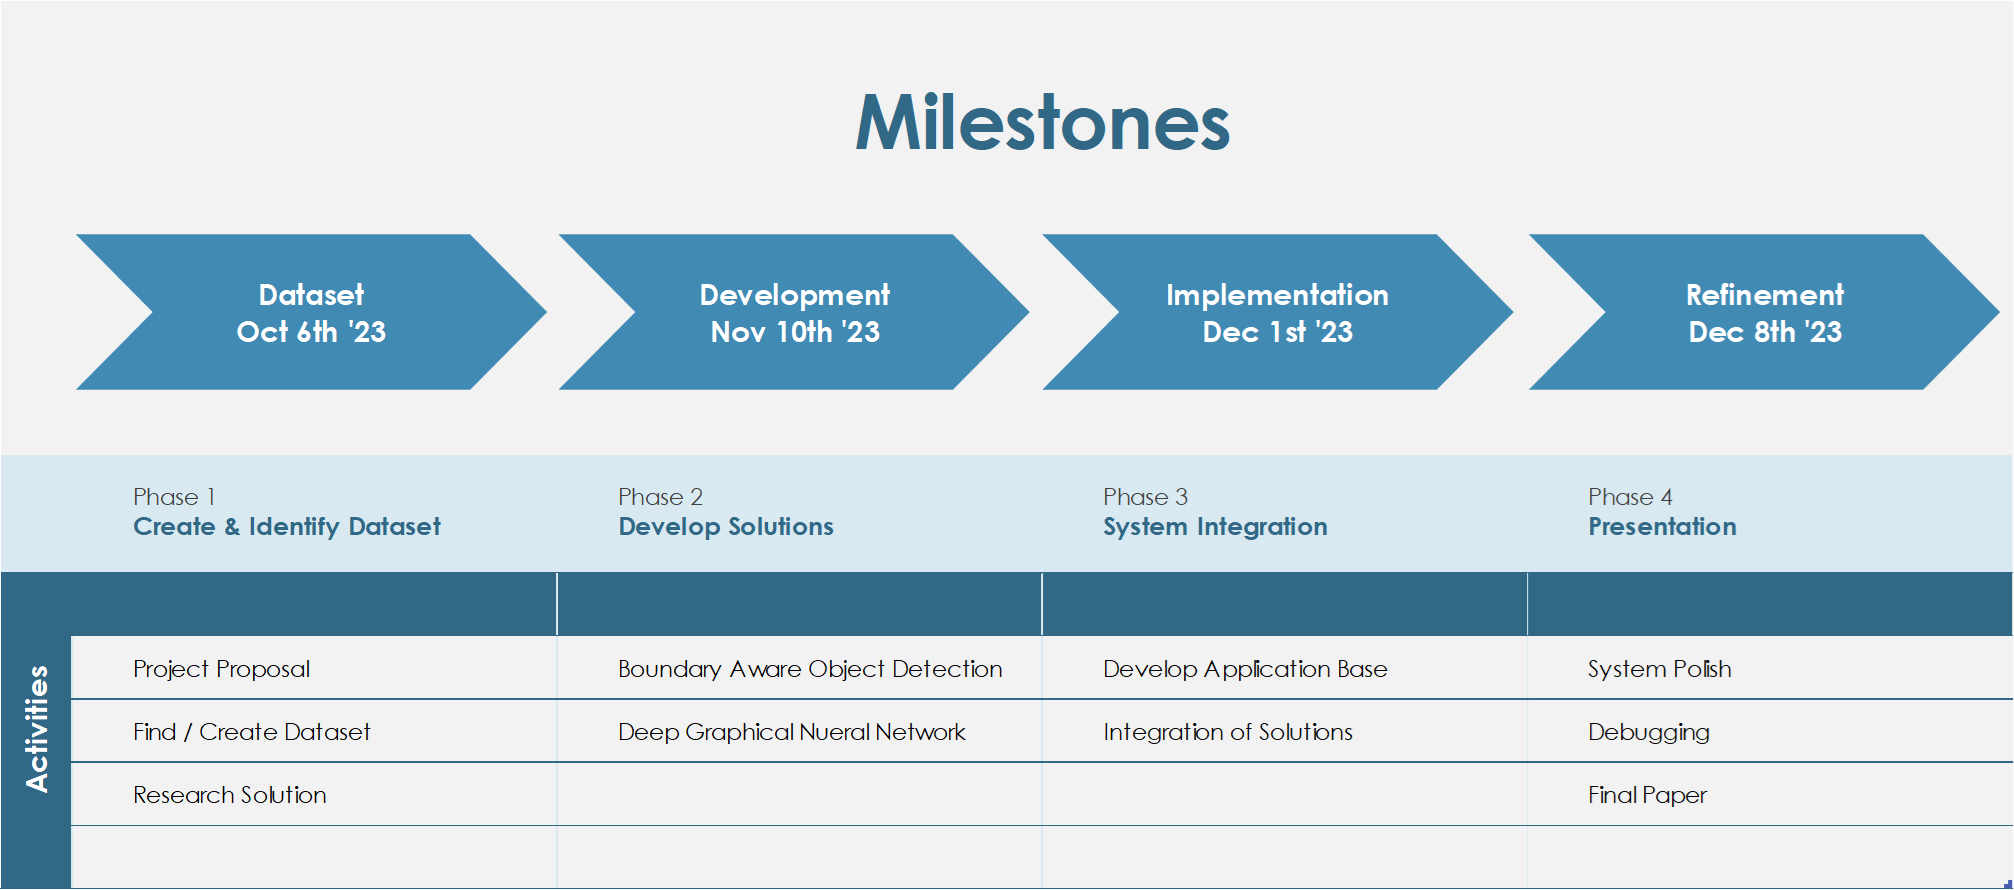 Milestones
Dataset
Oct 6th '23
Development
Nov 10th '23
Implementation
Dec 1st '23
Refinement
Dec 8th '23
Phase 1
Create & Identify Dataset
Phase 2
Develop Solutions
Phase 3
System Integration
Phase 4
Presentation
Activities
Project Proposal
Boundary Aware Object Detection
Develop Application Base
System Polish
Find / Create Dataset
Deep Graphical Nueral Network
Integration of Solutions
Debugging
Research Solution
Final Paper